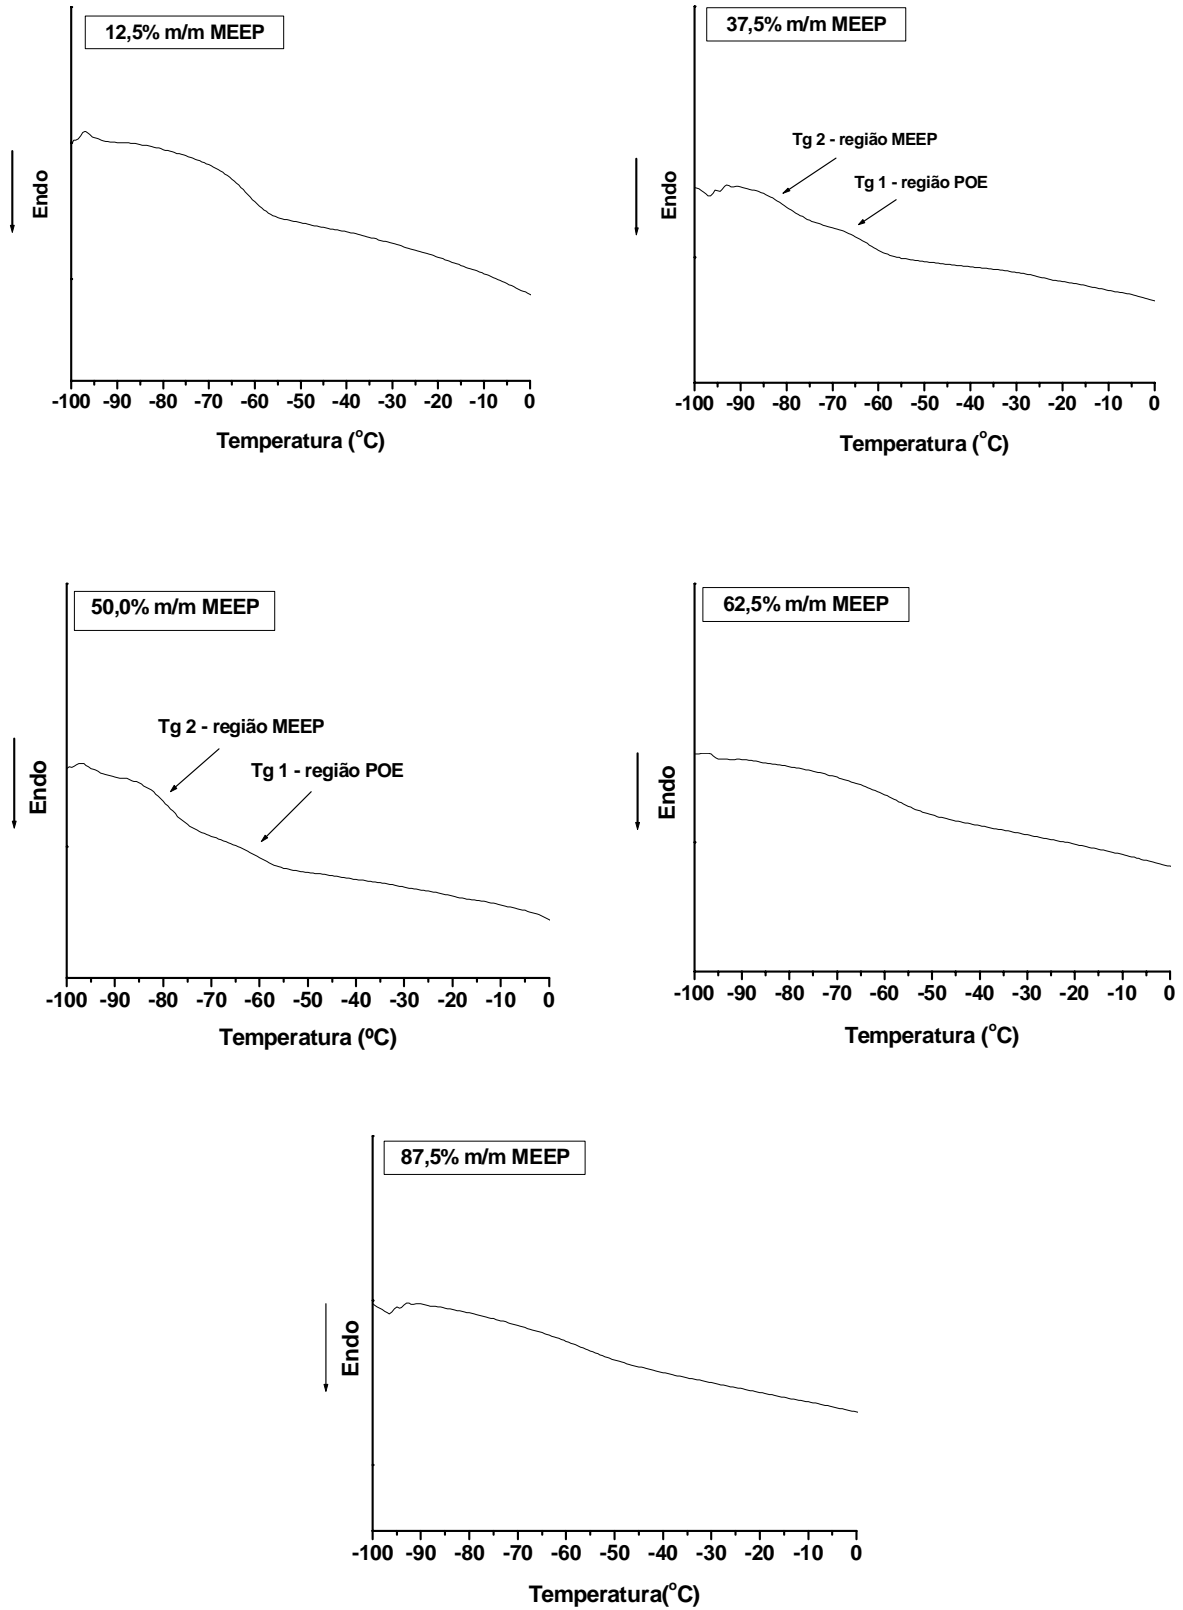 12,5% m/m MEEP
Endo
-100 -90 -80 -70 -60 -50 -40 -30 -20 -10 0
Temperatura (°C)
37,5% m/m MEEP
Tg 2 - região MEEP
Tg 1 - região POE
Endo
-100 -90 -80 -70 -60 -50 -40 -30 -20 -10 0
Temperatura (°C)
50,0% m/m MEEP
Tg 2 - região MEEP
Tg 1 - região POE
Endo
-100 -90 -80 -70 -60 -50 -40 -30 -20 -10 0
Temperatura (ºC)
62,5% m/m MEEP
Endo
-100 -90 -80 -70 -60 -50 -40 -30 -20 -10 0
Temperatura (°C)
87,5% m/m MEEP
Endo
-100 -90 -80 -70 -60 -50 -40 -30 -20 -10 0
Temperatura(°C)